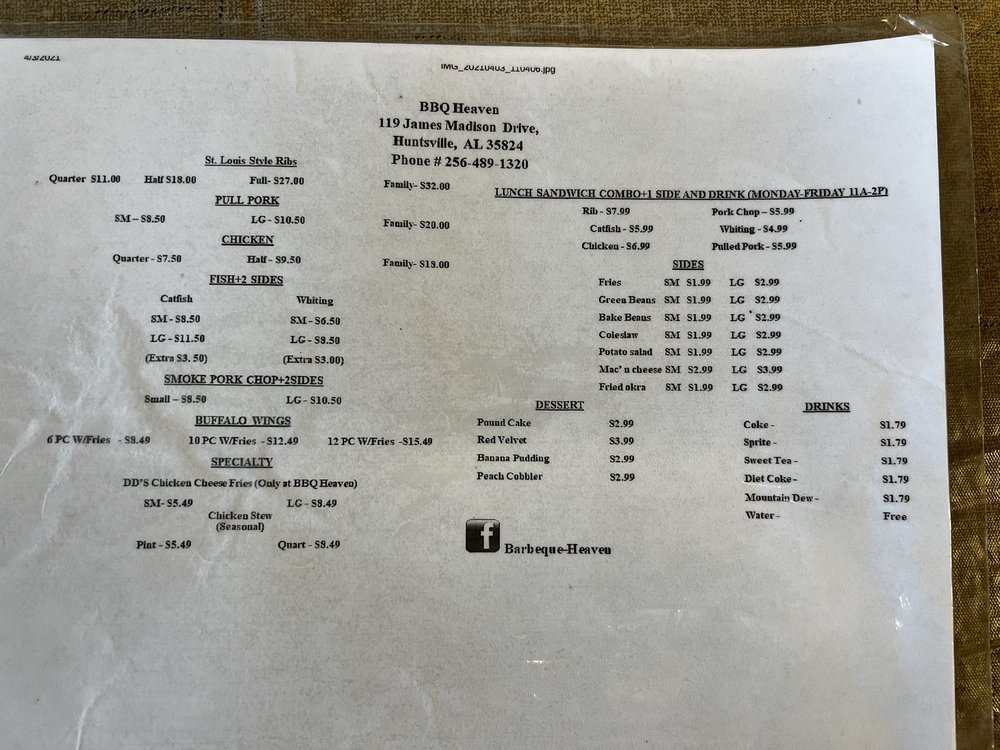 4/3/2021
IMG_20210403_110406.jpg
BBQ Heaven
119 James Madison Drive,
Huntsville, AL 35824
Phone # 256-489-1320
St. Louis Style Ribs
Quarter $11.00 Half $18.00 Full- $27.00 Family- $32.00
PULL PORK
SM – $8.50 LG - $10.50 Family- $20.00
CHICKEN
Quarter - $7.50 Half - $9.50 Family- $18.00
FISH+2 SIDES
Catfish Whiting
SM - $8.50 SM - $6.50
LG - $11.50 LG - $8.50
(Extra $3.50) (Extra $3.00)
SMOKE PORK CHOP+2SIDES
Small – $8.50 LG - $10.50
BUFFALO WINGS
6 PC W/Fries - $8.49 10 PC W/Fries - $12.49 12 PC W/Fries -$15.49
SPECIALTY
DD'S Chicken Cheese Fries (Only at BBQ Heaven)
SM- $5.49 LG - $8.49
Chicken Stew
(Seasonal)
Pint - $5.49 Quart - $8.49
LUNCH SANDWICH COMBO+1 SIDE AND DRINK (MONDAY-FRIDAY 11A-2P)
Rib - $7.99 Pork Chop – $5.99
Catfish - $5.99 Whiting - $4.99
Chicken - $6.99 Pulled Pork - $5.99
SIDES
Fries SM $1.99 LG $2.99
Green Beans SM $1.99 LG $2.99
Bake Beans SM $1.99 LG $2.99
Coleslaw SM $1.99 LG $2.99
Potato salad SM $1.99 LG $2.99
Mac' n cheese SM $2.99 LG $3.99
Fried okra SM $1.99 LG $2.99
DESSERT
Pound Cake $2.99
Red Velvet $3.99
Banana Pudding $2.99
Peach Cobbler $2.99
DRINKS
Coke - $1.79
Sprite - $1.79
Sweet Tea - $1.79
Diet Coke - $1.79
Mountain Dew - $1.79
Water - Free
f Barbeque-Heaven